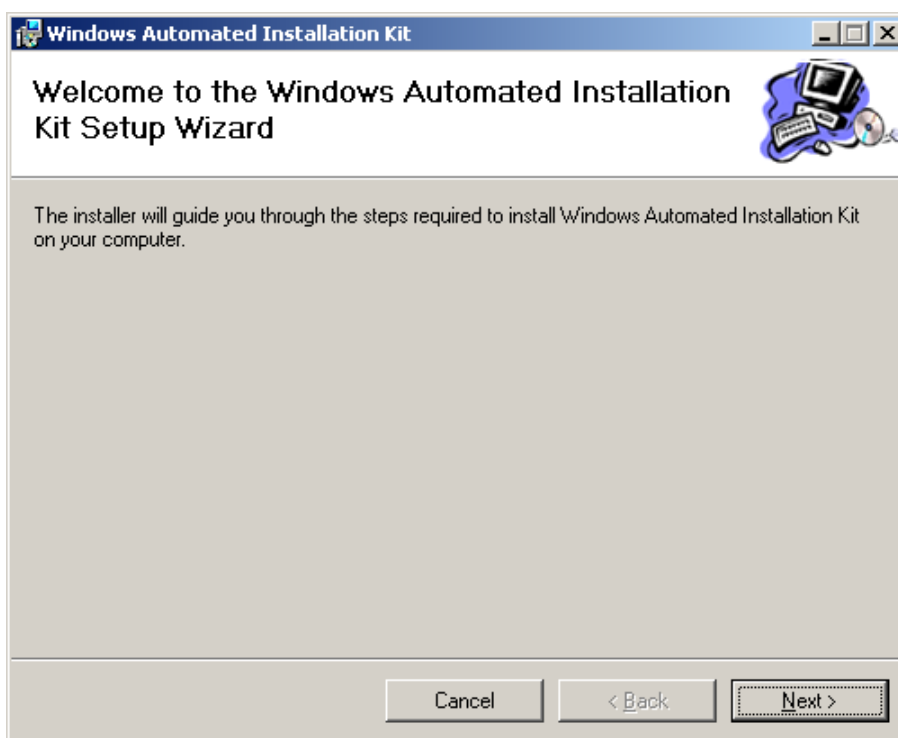 Windows Automated Installation Kit
Welcome to the Windows Automated Installation
Kit Setup Wizard
The installer will guide you through the steps required to install Windows Automated Installation Kit
on your computer.
Cancel
< Back
Next >